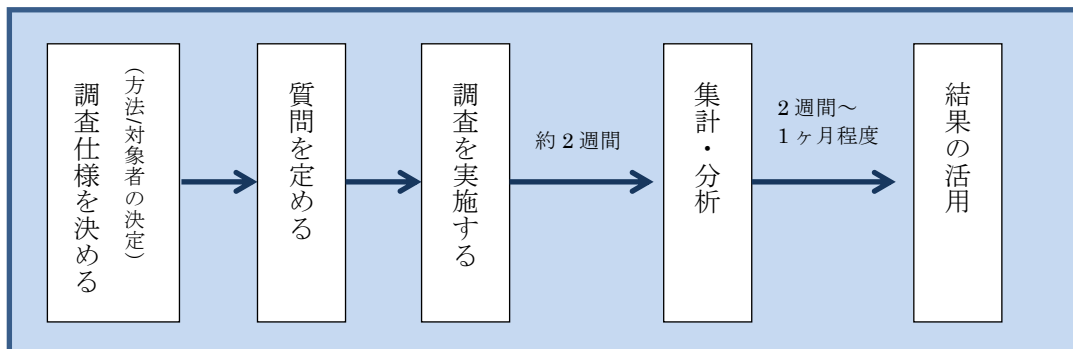 調査仕様を決める
(方法/対象者の決定)
質問を定める
調査を実施する
約2週間
集計・分析
2週間～
1ヶ月程度
結果の活用